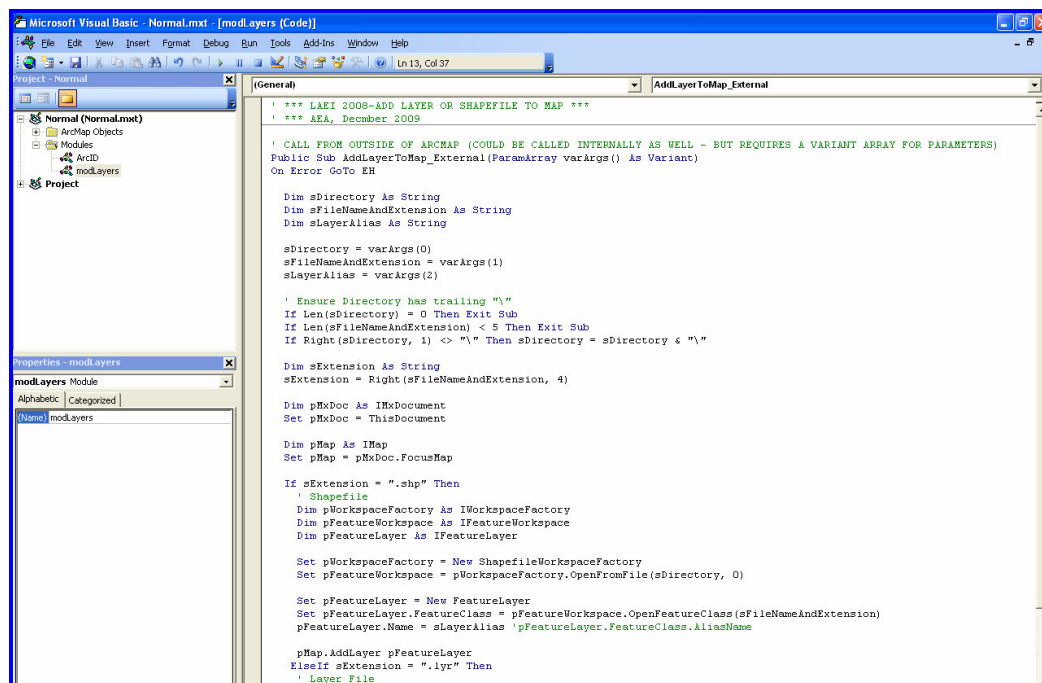 Microsoft Visual Basic - Normal.mxt - [modLayers (Code)]
File Edit View Insert Format Debug Run Tools Add-Ins Window Help
Ln 13, Col 37
Project - Normal
Normal (Normal.mxt)
ArcMap Objects
Modules
ArcID
modLayers
Project
Properties - modLayers
modLayers Module
Alphabetic Categorized
(Name) modLayers
(General) AddLayerToMap_External
' *** LAEI 2008-ADD LAYER OR SHAPEFILE TO MAP ***
' *** AEA, Decmber 2009
' CALL FROM OUTSIDE OF ARCMAP (COULD BE CALLED INTERNALLY AS WELL - BUT REQUIRES A VARIANT ARRAY FOR PARAMETERS)
Public Sub AddLayerToMap_External(ParamArray varArgs() As Variant)
On Error GoTo EH
Dim sDirectory As String
Dim sFileNameAndExtension As String
Dim sLayerAlias As String
sDirectory = varArgs(0)
sFileNameAndExtension = varArgs(1)
sLayerAlias = varArgs(2)
' Ensure Directory has trailing "\"
If Len(sDirectory) = 0 Then Exit Sub
If Len(sFileNameAndExtension) < 5 Then Exit Sub
If Right(sDirectory, 1) <> "\" Then sDirectory = sDirectory & "\"
Dim sExtension As String
sExtension = Right(sFileNameAndExtension, 4)
Dim pMxDoc As IMxDocument
Set pMxDoc = ThisDocument
Dim pMap As IMap
Set pMap = pMxDoc.FocusMap
If sExtension = ".shp" Then
' Shapefile
Dim pWorkspaceFactory As IWorkspaceFactory
Dim pFeatureWorkspace As IFeatureWorkspace
Dim pFeatureLayer As IFeatureLayer
Set pWorkspaceFactory = New ShapefileWorkspaceFactory
Set pFeatureWorkspace = pWorkspaceFactory.OpenFromFile(sDirectory, 0)
Set pFeatureLayer = New FeatureLayer
Set pFeatureLayer.FeatureClass = pFeatureWorkspace.OpenFeatureClass(sFileNameAndExtension)
pFeatureLayer.Name = sLayerAlias 'pFeatureLayer.FeatureClass.AliasName
pMap.AddLayer pFeatureLayer
ElseIf sExtension = ".lyr" Then
' Layer File